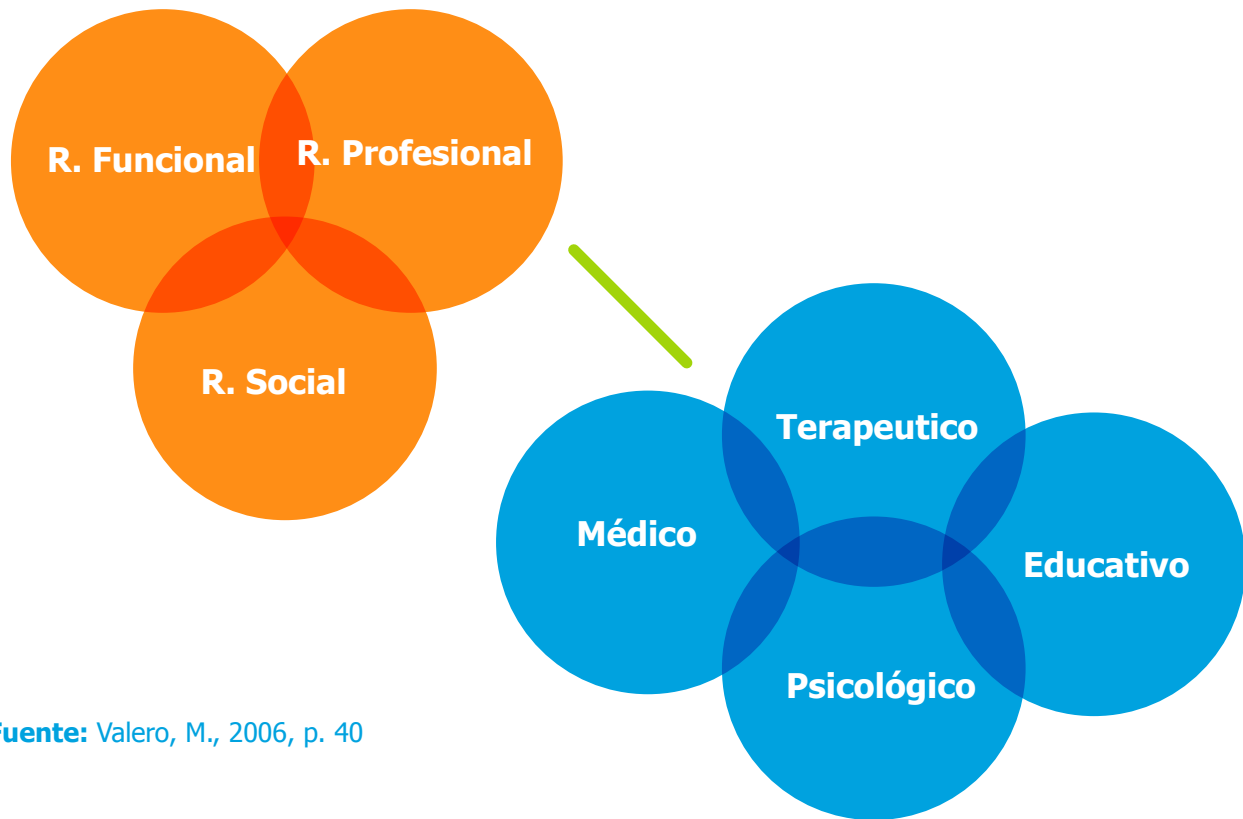 R. Funcional
R. Profesional
R. Social
Terapeutico
Médico
Educativo
Psicológico
Fuente: Valero, M., 2006, p. 40